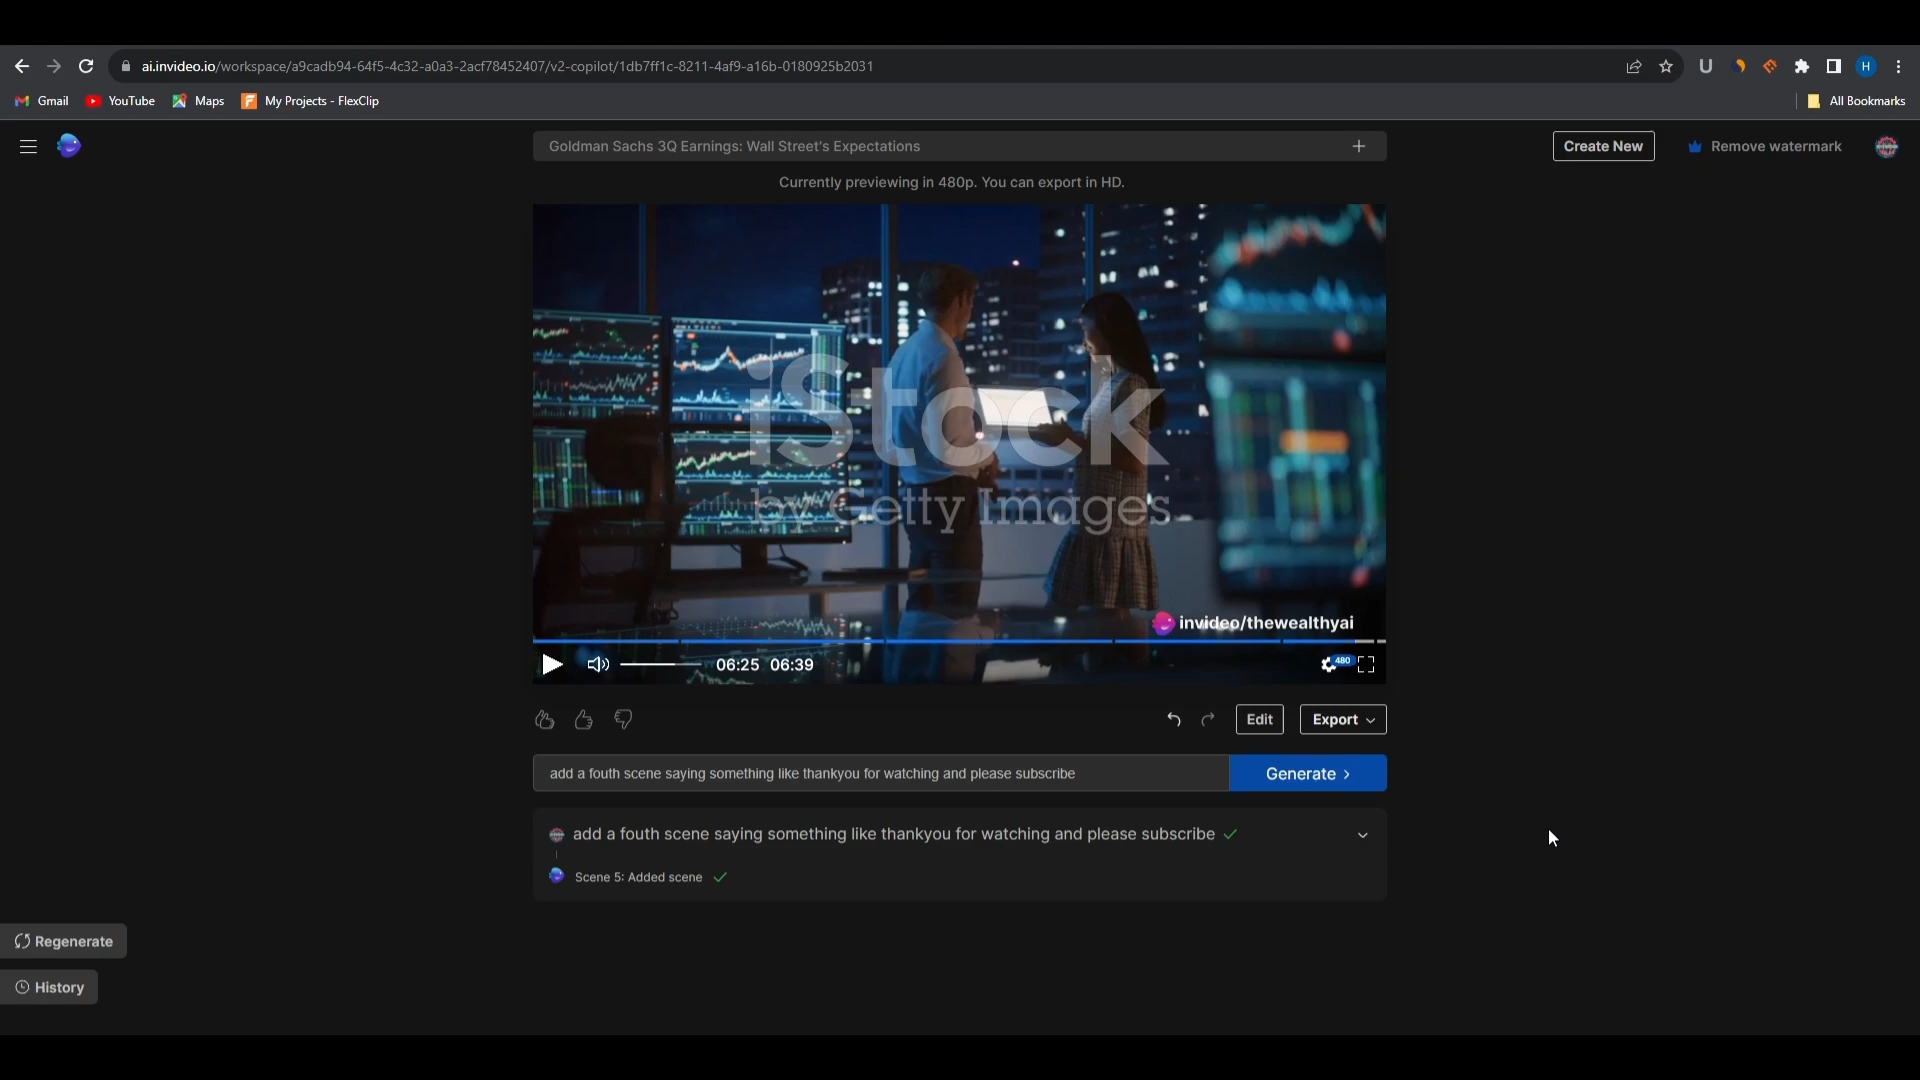 ai.invideo.io/workspace/a9cadb94-64f5-4c32-a0a3-2acf78452407/v2-copilot/1db7ff1c-8211-4af9-a16b-0180925b2031
U
H
Gmail
YouTube
Maps
My Projects - FlexClip
All Bookmarks
Goldman Sachs 3Q Earnings: Wall Street's Expectations
Create New
Remove watermark
Currently previewing in 480p. You can export in HD.
iStock
by Getty Images
invideo/thewealthyai
06:25 06:39
480
Edit
Export
add a fouth scene saying something like thankyou for watching and please subscribe
Generate
add a fouth scene saying something like thankyou for watching and please subscribe
Scene 5: Added scene
Regenerate
History